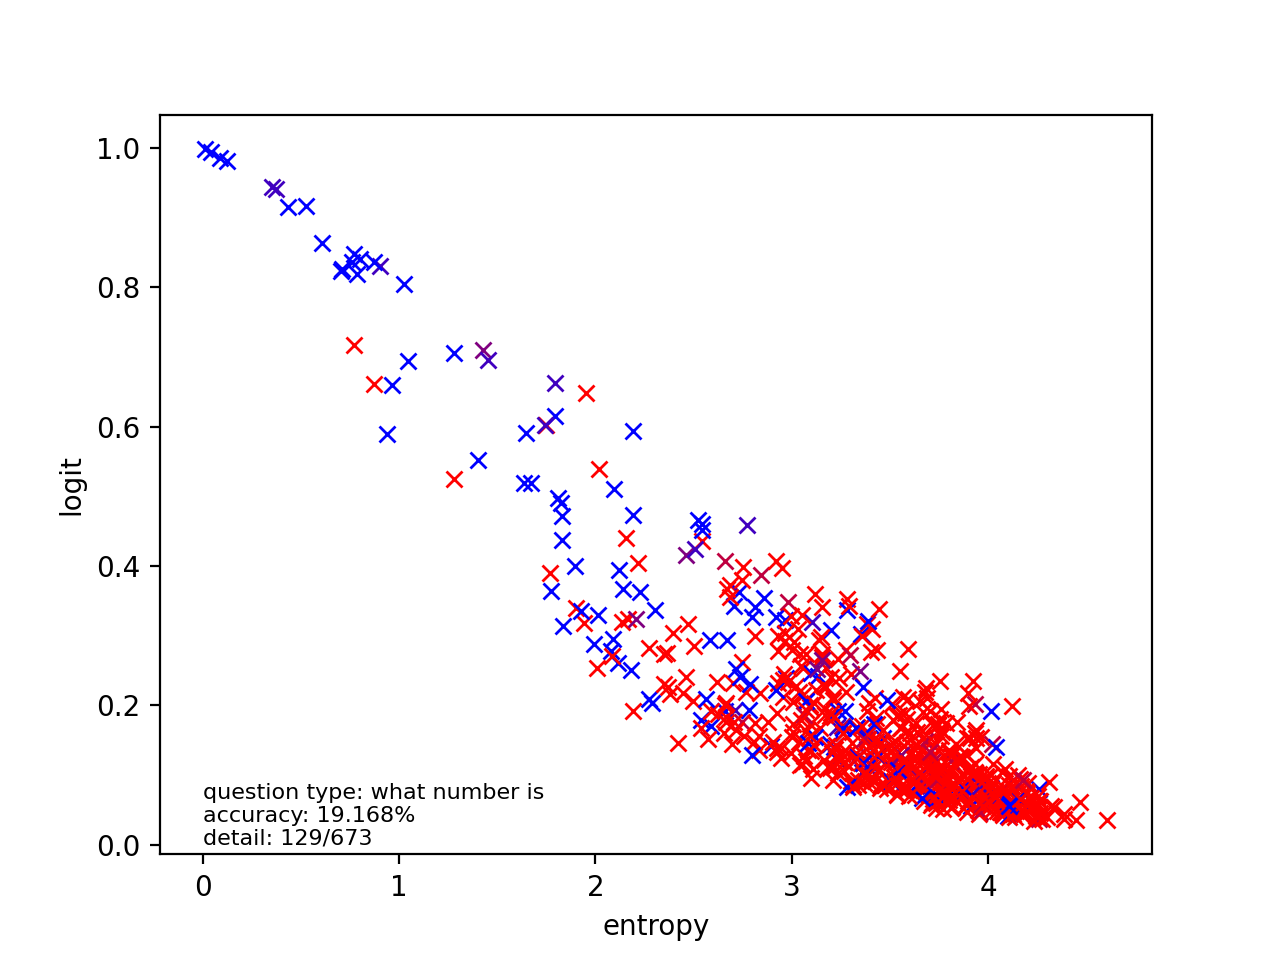 1.0
0.8
0.6
0.4
0.2
0.0
logit
question type: what number is
accuracy: 19.168%
detail: 129/673
0 1 2 3 4
entropy